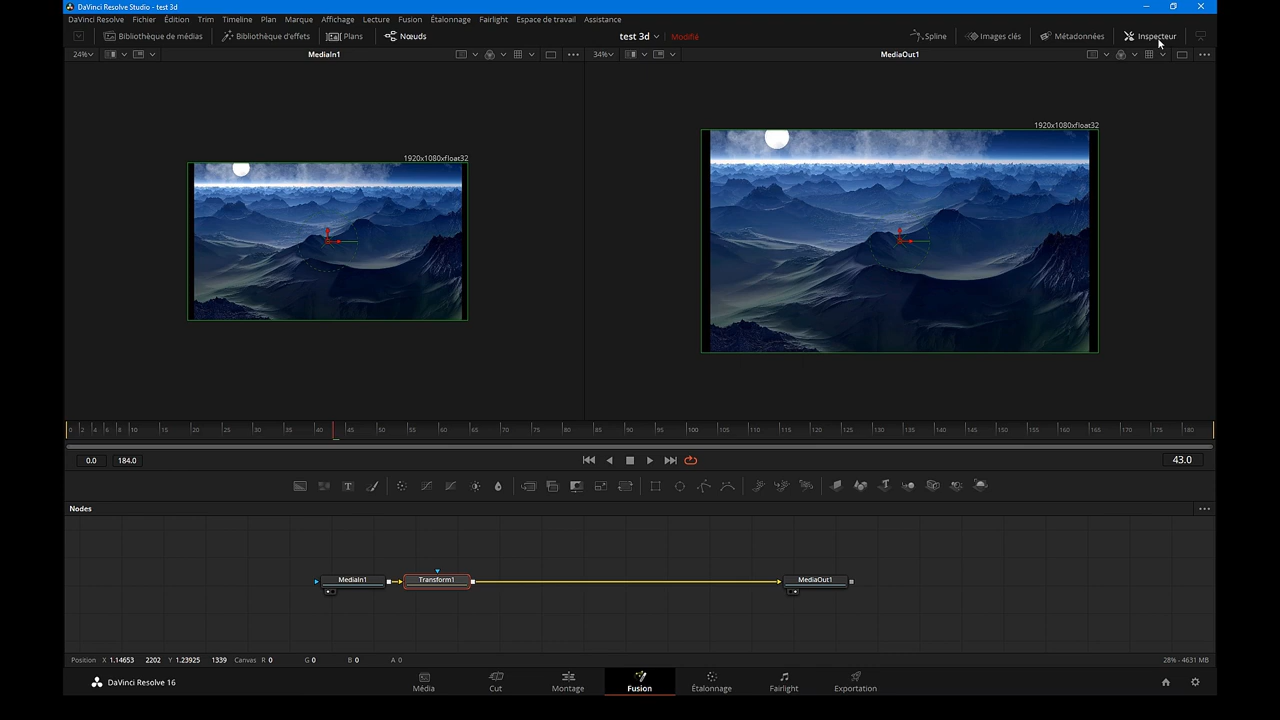 DaVinci Resolve Studio - test 3d
DaVinci Resolve Fichier Édition Trim Timeline Plan Marque Affichage Lecture Fusion Étalonnage Fairlight Espace de travail Assistance
Bibliothèque de médias Bibliothèque d'effets Plans Nœuds test 3d Modifié Spline Images clés Métadonnées Inspecteur
24% MediaIn1 34% MediaOut1
1920x1080xfloat32
1920x1080xfloat32
0 2 4 6 8 10 15 20 25 30 35 40 45 50 55 60 65 70 75 80 85 90 95 100 105 110 115 120 125 130 135 140 145 150 155 160 165 170 175 180
0.0 184.0 43.0
Nodes
MediaIn1 Transform1 MediaOut1
Position X 1.14653 2202 Y 1.23925 1339 Canvas R 0 G 0 B 0 A 0 28% - 4631 MB
DaVinci Resolve 16 Média Cut Montage Fusion Étalonnage Fairlight Exportation